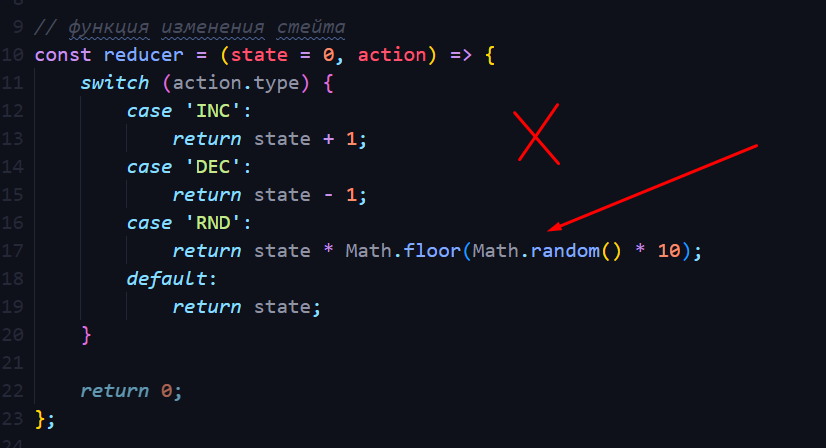 9 // функция изменения стейта
10 const reducer = (state = 0, action) => {
11 switch (action.type) {
12 case 'INC':
13 return state + 1;
14 case 'DEC':
15 return state - 1;
16 case 'RND':
17 return state * Math.floor(Math.random() * 10);
18 default:
19 return state;
20 }
21
22 return 0;
23 };